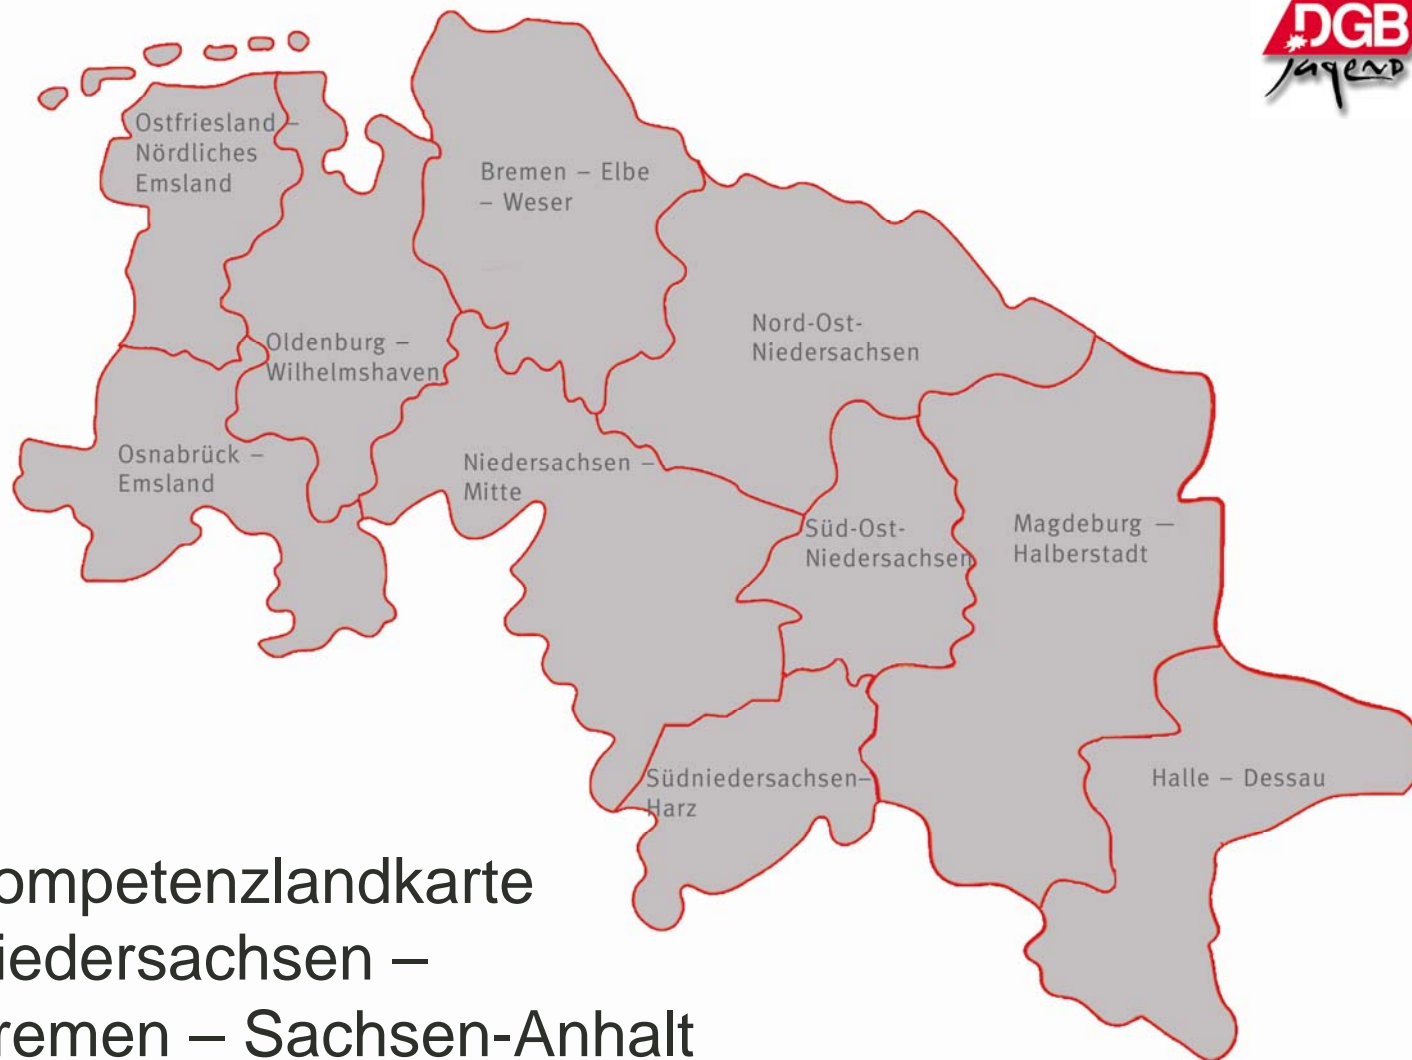 DGB
Jugend
Ostfriesland –
Nördliches
Emsland
Bremen – Elbe
– Weser
Oldenburg –
Wilhelmshaven
Nord-Ost-
Niedersachsen
Osnabrück –
Emsland
Niedersachsen –
Mitte
Süd-Ost-
Niedersachsen
Magdeburg —
Halberstadt
Südniedersachsen–
Harz
Halle – Dessau
ompetenzlandkarte
iedersachsen –
remen – Sachsen-Anhalt